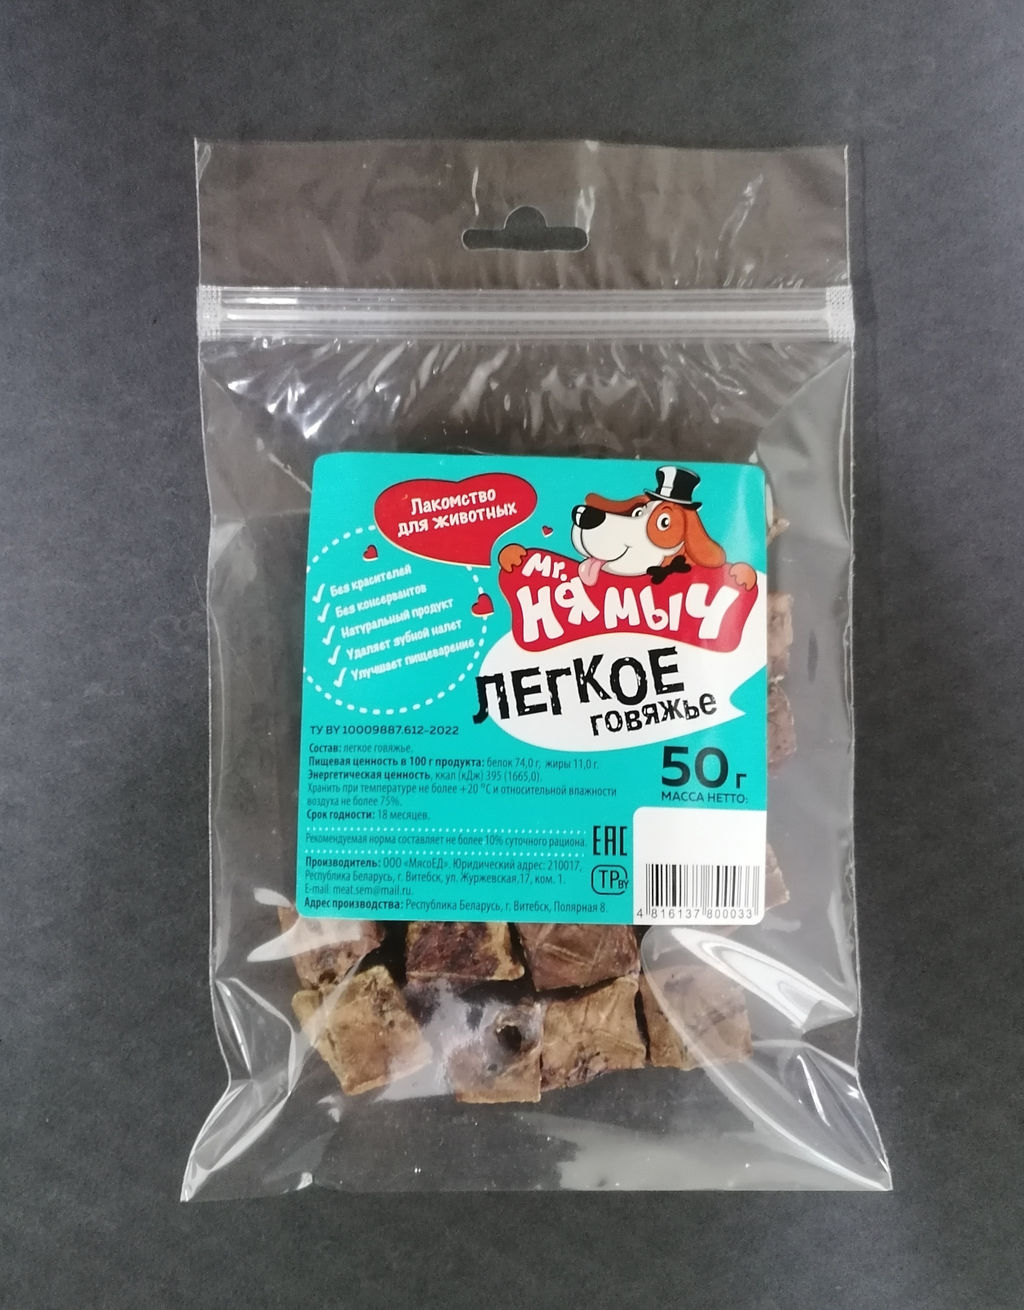 Лакомство
для животных
Без красителей
Без консервантов
Натуральный продукт
Удаляет зубной налет
Улучшает пищеварение
Mr.
Нямыч
ЛЕГКОЕ
говяжье
50 г
МАССА НЕТТО:
ТУ BY 10009887.612-2022
Состав: легкое говяжье.
Пищевая ценность в 100 г продукта: белок 74,0 г, жиры 11,0 г.
Энергетическая ценность, ккал (кДж) 395 (1665,0).
Хранить при температуре не более +20 °С и относительной влажности
воздуха не более 75%.
Срок годности: 18 месяцев.
Рекомендуемая норма составляет не более 10% суточного рациона.
Производитель: ООО «МясоЕД». Юридический адрес: 210017,
Республика Беларусь, г. Витебск, ул. Журжевская,17, ком. 1.
E-mail: meat.sem@mail.ru.
Адрес производства: Республика Беларусь, г. Витебск, Полярная 8.
EAC
ТР BY
4 816137 800033